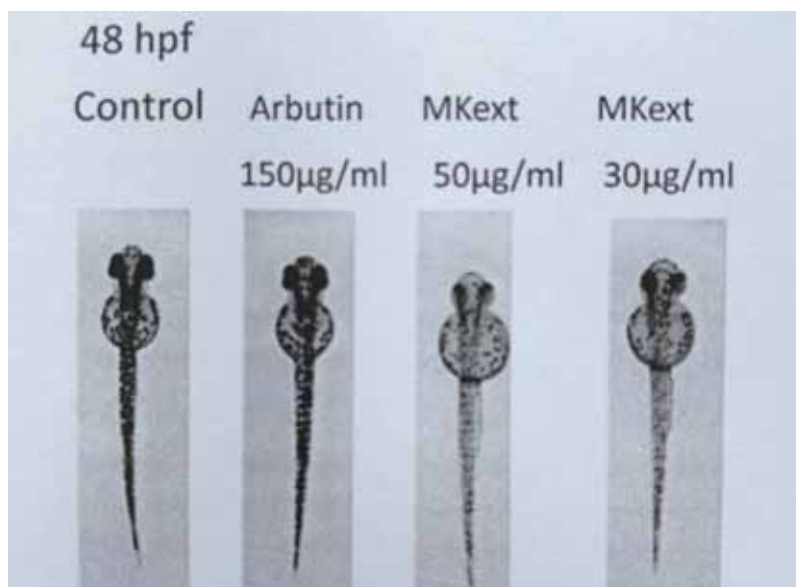 48 hpf
Control
Arbutin
150µg/ml
MKext
50µg/ml
MKext
30µg/ml